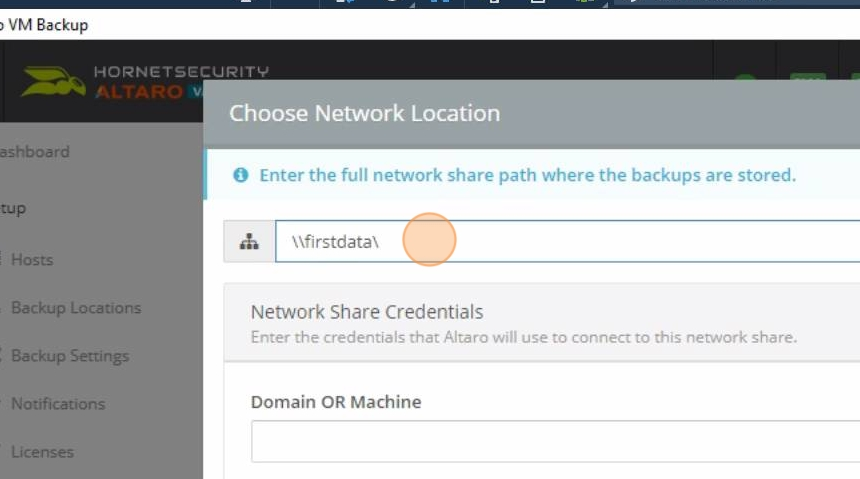 VM Backup
HORNETSECURITY
ALTARO
Choose Network Location
Enter the full network share path where the backups are stored.
\\firstdata\
Network Share Credentials
Enter the credentials that Altaro will use to connect to this network share.
Domain OR Machine
ashboard
tup
Hosts
Backup Locations
Backup Settings
Notifications
Licenses